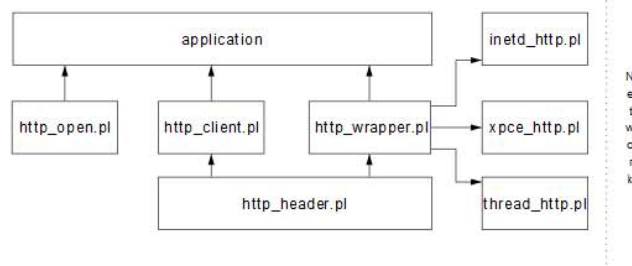 application
inetd_http.pl
http_open.pl
http_client.pl
http_wrapper.pl
xpce_http.pl
http_header.pl
thread_http.pl